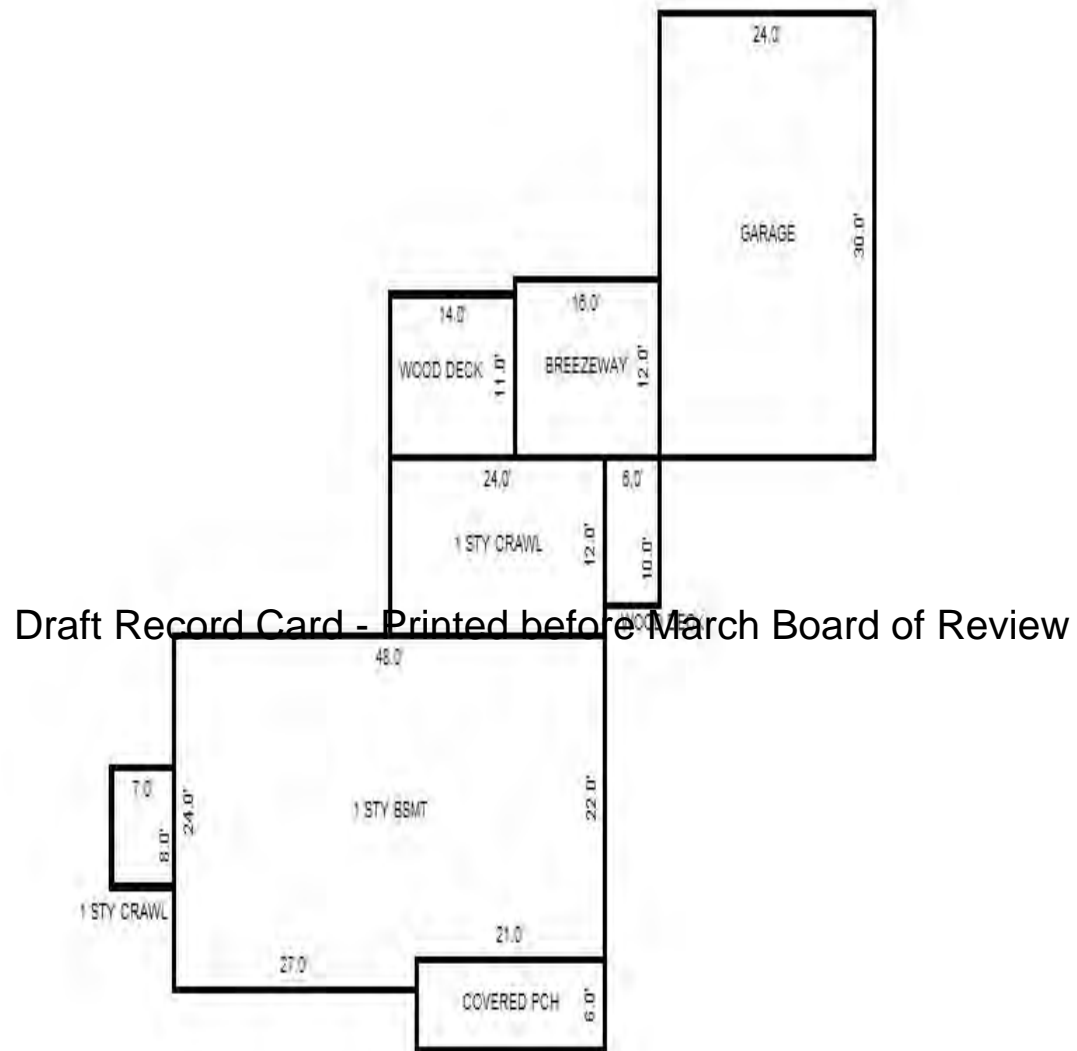 24.0'
GARAGE
30.0'
14.0'
16.0'
WOOD DECK
11.0'
BREEZEWAY
12.0'
24.0'
6.0'
1 STY CRAWL
12.0'
10.0'
WOOD DECK
Draft Record Card - Printed before March Board of Review
48.0'
7.0'
8.0'
24.0'
1 STY BSMT
22.0'
1 STY CRAWL
21.0'
27.0'
COVERED PCH
6.0'